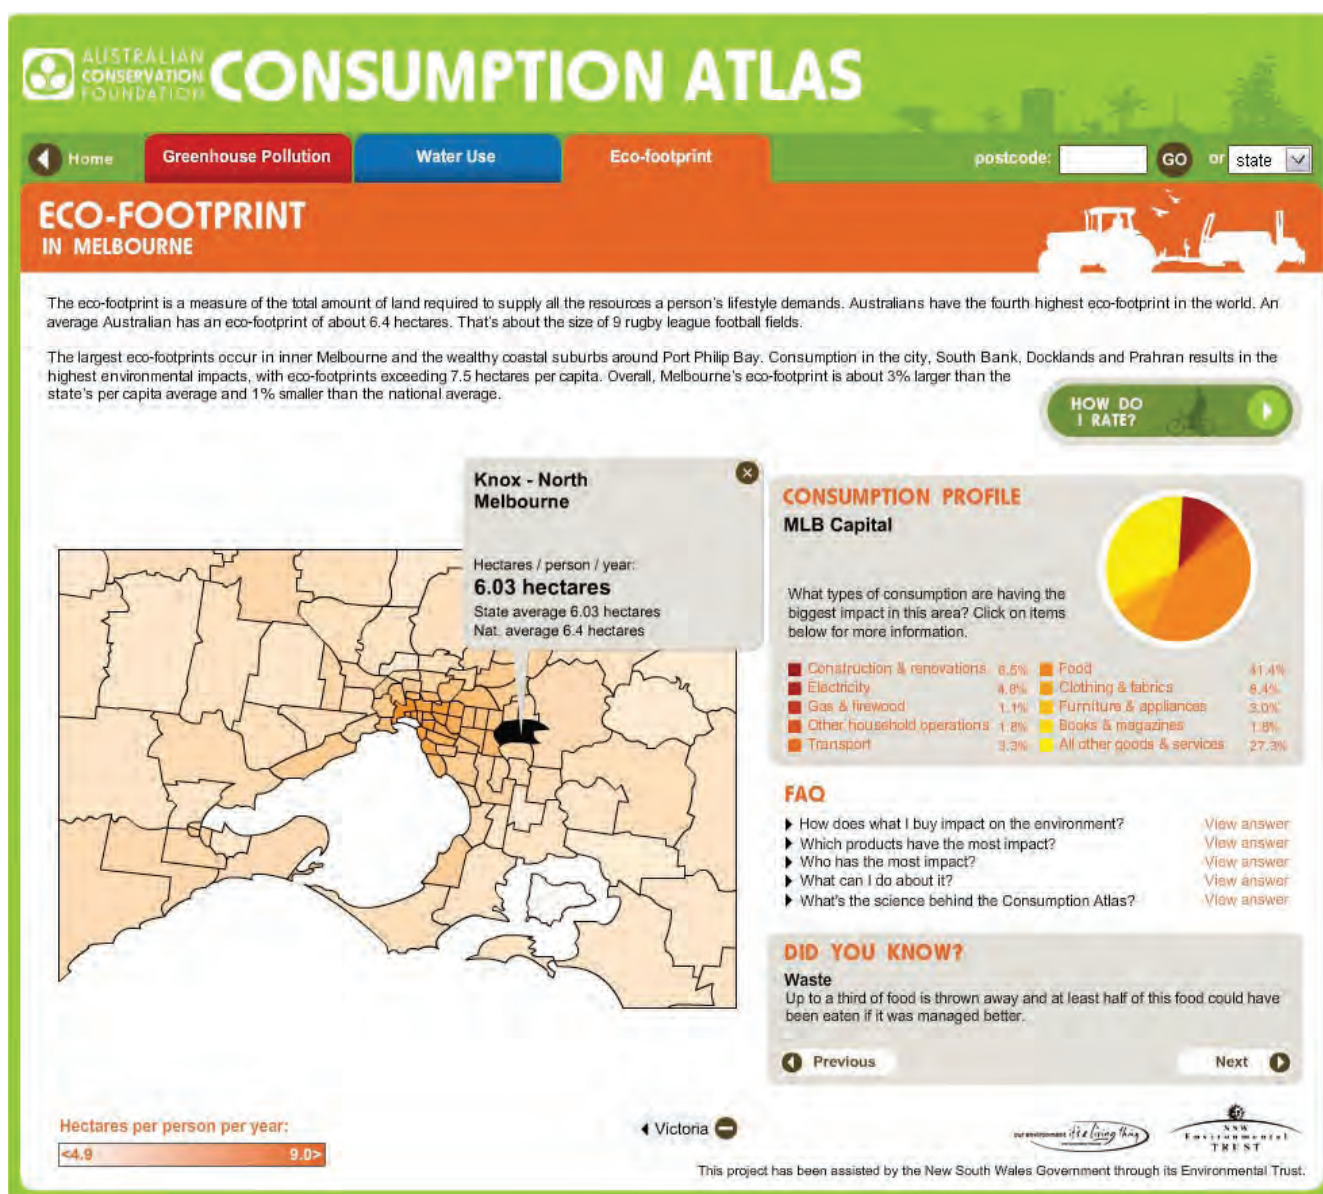 AUSTRALIAN
CONSERVATION
FOUNDATION
CONSUMPTION ATLAS
Home
Greenhouse Pollution
Water Use
Eco-footprint
postcode:
GO
or
state
ECO-FOOTPRINT
IN MELBOURNE
The eco-footprint is a measure of the total amount of land required to supply all the resources a person's lifestyle demands. Australians have the fourth highest eco-footprint in the world. An
average Australian has an eco-footprint of about 6.4 hectares. That's about the size of 9 rugby league football fields.
The largest eco-footprints occur in inner Melbourne and the wealthy coastal suburbs around Port Philip Bay. Consumption in the city, South Bank, Docklands and Prahran results in the
highest environmental impacts, with eco-footprints exceeding 7.5 hectares per capita. Overall, Melbourne's eco-footprint is about 3% larger than the
state's per capita average and 1% smaller than the national average.
HOW DO
I RATE?
Knox - North
Melbourne
Hectares / person / year:
6.03 hectares
State average 6.03 hectares
Nat. average 6.4 hectares
CONSUMPTION PROFILE
MLB Capital
What types of consumption are having the
biggest impact in this area? Click on items
below for more information.
Construction & renovations 6.5%
Electricity 4.8%
Gas & firewood 1.1%
Other household operations 1.8%
Transport 3.3%
Food 41.4%
Clothing & fabrics 8.4%
Furniture & appliances 3.0%
Books & magazines 1.8%
All other goods & services 27.3%
FAQ
How does what I buy impact on the environment? View answer
Which products have the most impact? View answer
Who has the most impact? View answer
What can I do about it? View answer
What's the science behind the Consumption Atlas? View answer
DID YOU KNOW?
Waste
Up to a third of food is thrown away and at least half of this food could have
been eaten if it was managed better.
Previous
Next
Hectares per person per year:
<4.9 9.0>
Victoria
our environment it's a living thing
NSW
Environmental
TRUST
This project has been assisted by the New South Wales Government through its Environmental Trust.